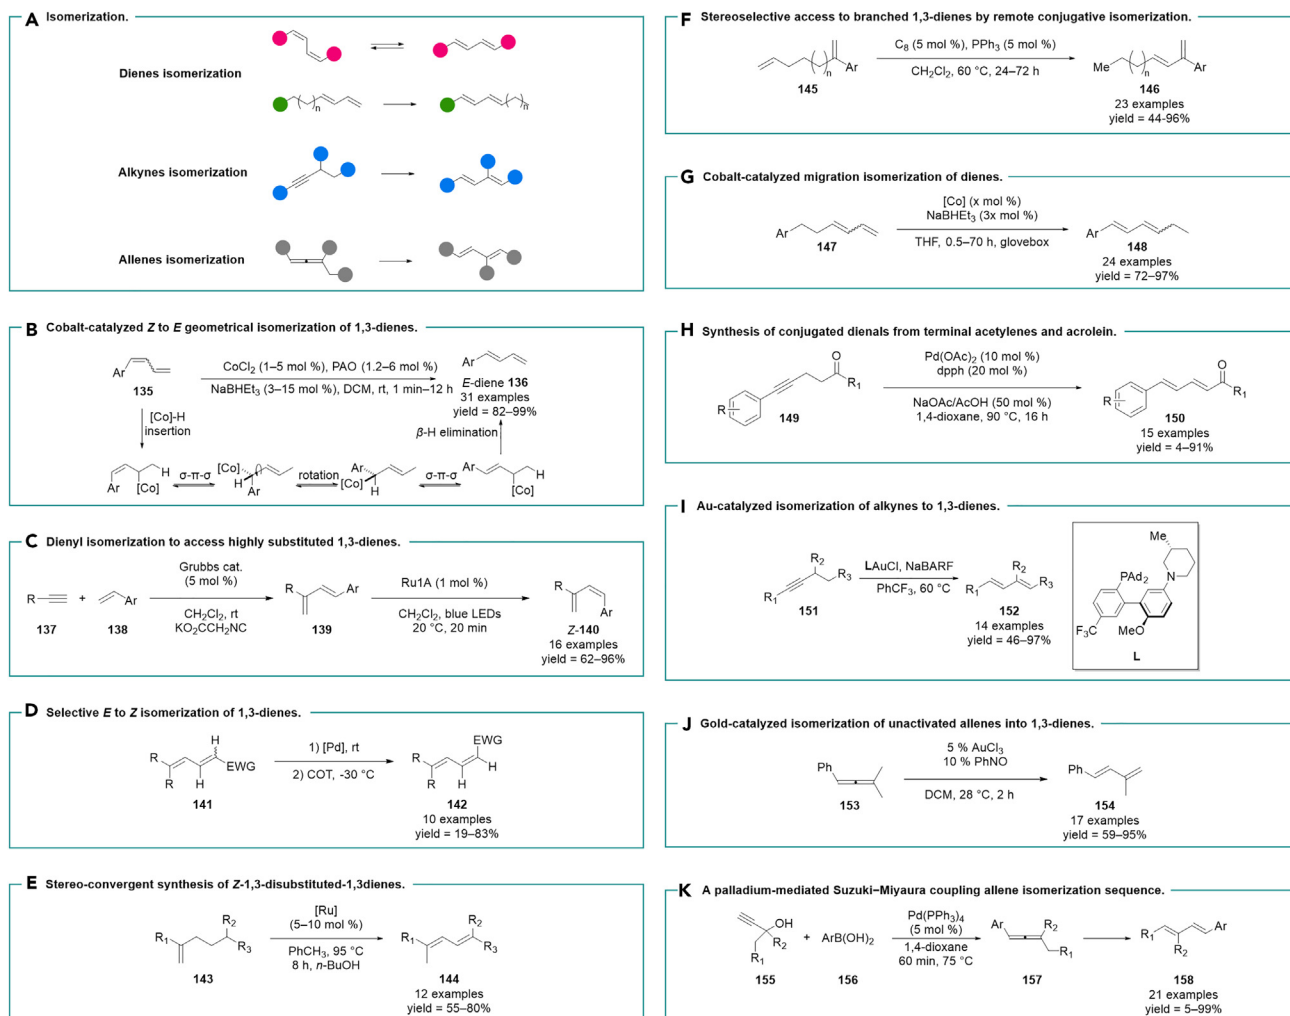 A Isomerization.
Dienes isomerization
n
n
Alkynes isomerization
Allenes isomerization
B Cobalt-catalyzed Z to E geometrical isomerization of 1,3-dienes.
Ar
135
CoCl2 (1–5 mol %), PAO (1.2–6 mol%)
NaBHEt3 (3–15 mol %), DCM, rt, 1 min–12 h
Ar
E-diene 136
31 examples
yield = 82–99%
[Co]-H
insertion
β-H elimination
Ar
H
[Co]
σ-π-σ
[Co]
H
Ar
rotation
Ar
[Co]
H
σ-π-σ
Ar
H
[Co]
C Dienyl isomerization to access highly substituted 1,3-dienes.
R
137
+
Ar
138
Grubbs cat.
(5 mol %)
CH2Cl2, rt
KO2CCH2NC
R
Ar
139
Ru1A (1 mol %)
CH2Cl2, blue LEDs
20 °C, 20 min
R
Ar
Z-140
16 examples
yield = 62–96%
D Selective E to Z isomerization of 1,3-dienes.
H
R
EWG
R
H
141
1) [Pd], rt
2) COT, -30 °C
EWG
R
H
R
H
142
10 examples
yield = 19–83%
E Stereo-convergent synthesis of Z-1,3-disubstituted-1,3dienes.
R1
R2
R3
143
[Ru]
(5–10 mol %)
PhCH3, 95 °C
8 h, n-BuOH
R1
R2
R3
144
12 examples
yield = 55–80%
F Stereoselective access to branched 1,3-dienes by remote conjugative isomerization.
n
Ar
145
C8 (5 mol %), PPh3 (5 mol %)
CH2Cl2, 60 °C, 24–72 h
Me
n
Ar
146
23 examples
yield = 44-96%
G Cobalt-catalyzed migration isomerization of dienes.
Ar
147
[Co] (x mol %)
NaBHEt3 (3x mol %)
THF, 0.5–70 h, glovebox
Ar
148
24 examples
yield = 72–97%
H Synthesis of conjugated dienals from terminal acetylenes and acrolein.
O
R1
R
149
Pd(OAc)2 (10 mol %)
dpph (20 mol %)
NaOAc/AcOH (50 mol %)
1,4-dioxane, 90 °C, 16 h
O
R1
R
150
15 examples
yield = 4–91%
I Au-catalyzed isomerization of alkynes to 1,3-dienes.
R2
R3
R1
151
LAuCl, NaBARF
PhCF3, 60 °C
R2
R1
R3
152
14 examples
yield = 46–97%
Me
N
PAd2
F3C
MeO
L
J Gold-catalyzed isomerization of unactivated allenes into 1,3-dienes.
Ph
153
5 % AuCl3
10 % PhNO
DCM, 28 °C, 2 h
Ph
154
17 examples
yield = 59–95%
K A palladium-mediated Suzuki−Miyaura coupling allene isomerization sequence.
OH
R2
R1
155
+
ArB(OH)2
156
Pd(PPh3)4
(5 mol %)
1,4-dioxane
60 min, 75 °C
Ar
R2
R1
157
R1
R2
Ar
158
21 examples
yield = 5–99%